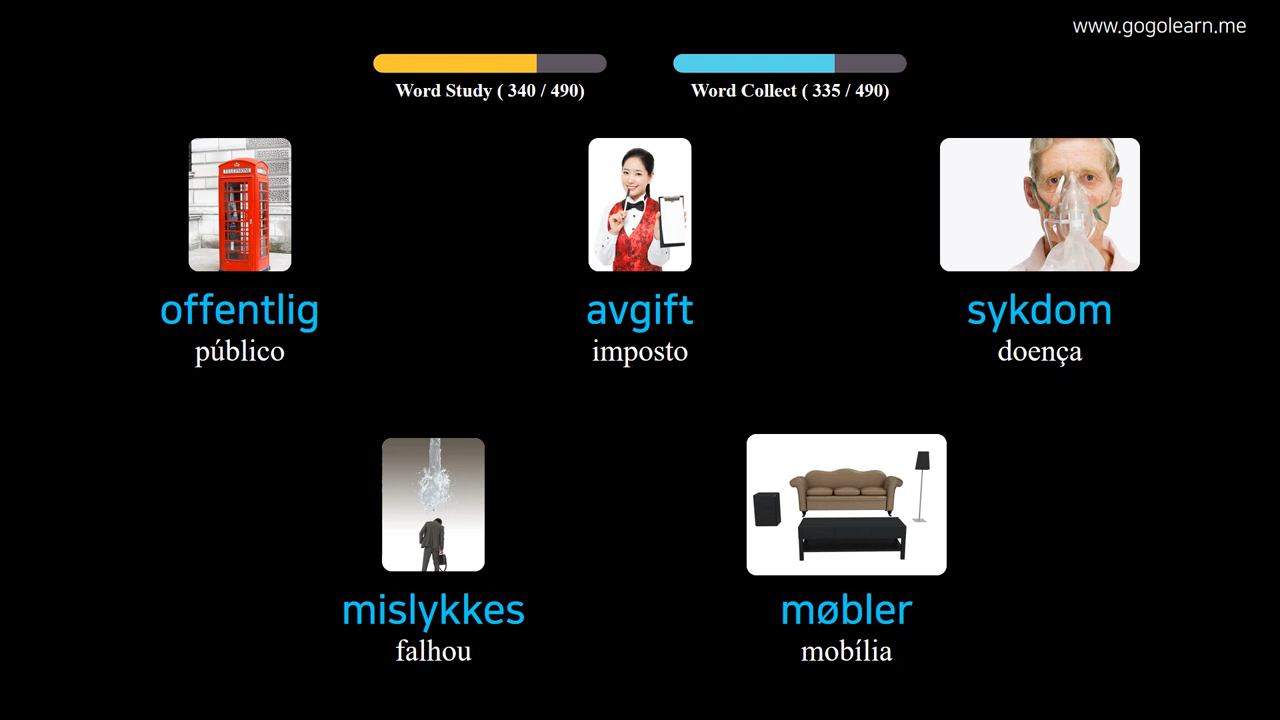 www.gogolearn.me
Word Study ( 340 / 490)
Word Collect ( 335 / 490)
TELEPHONE
offentlig
avgift
sykdom
público
imposto
doença
mislykkes
møbler
falhou
mobília